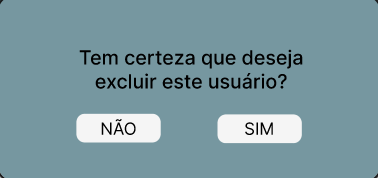 Tem certeza que deseja
excluir este usuário?
NÃO
SIM